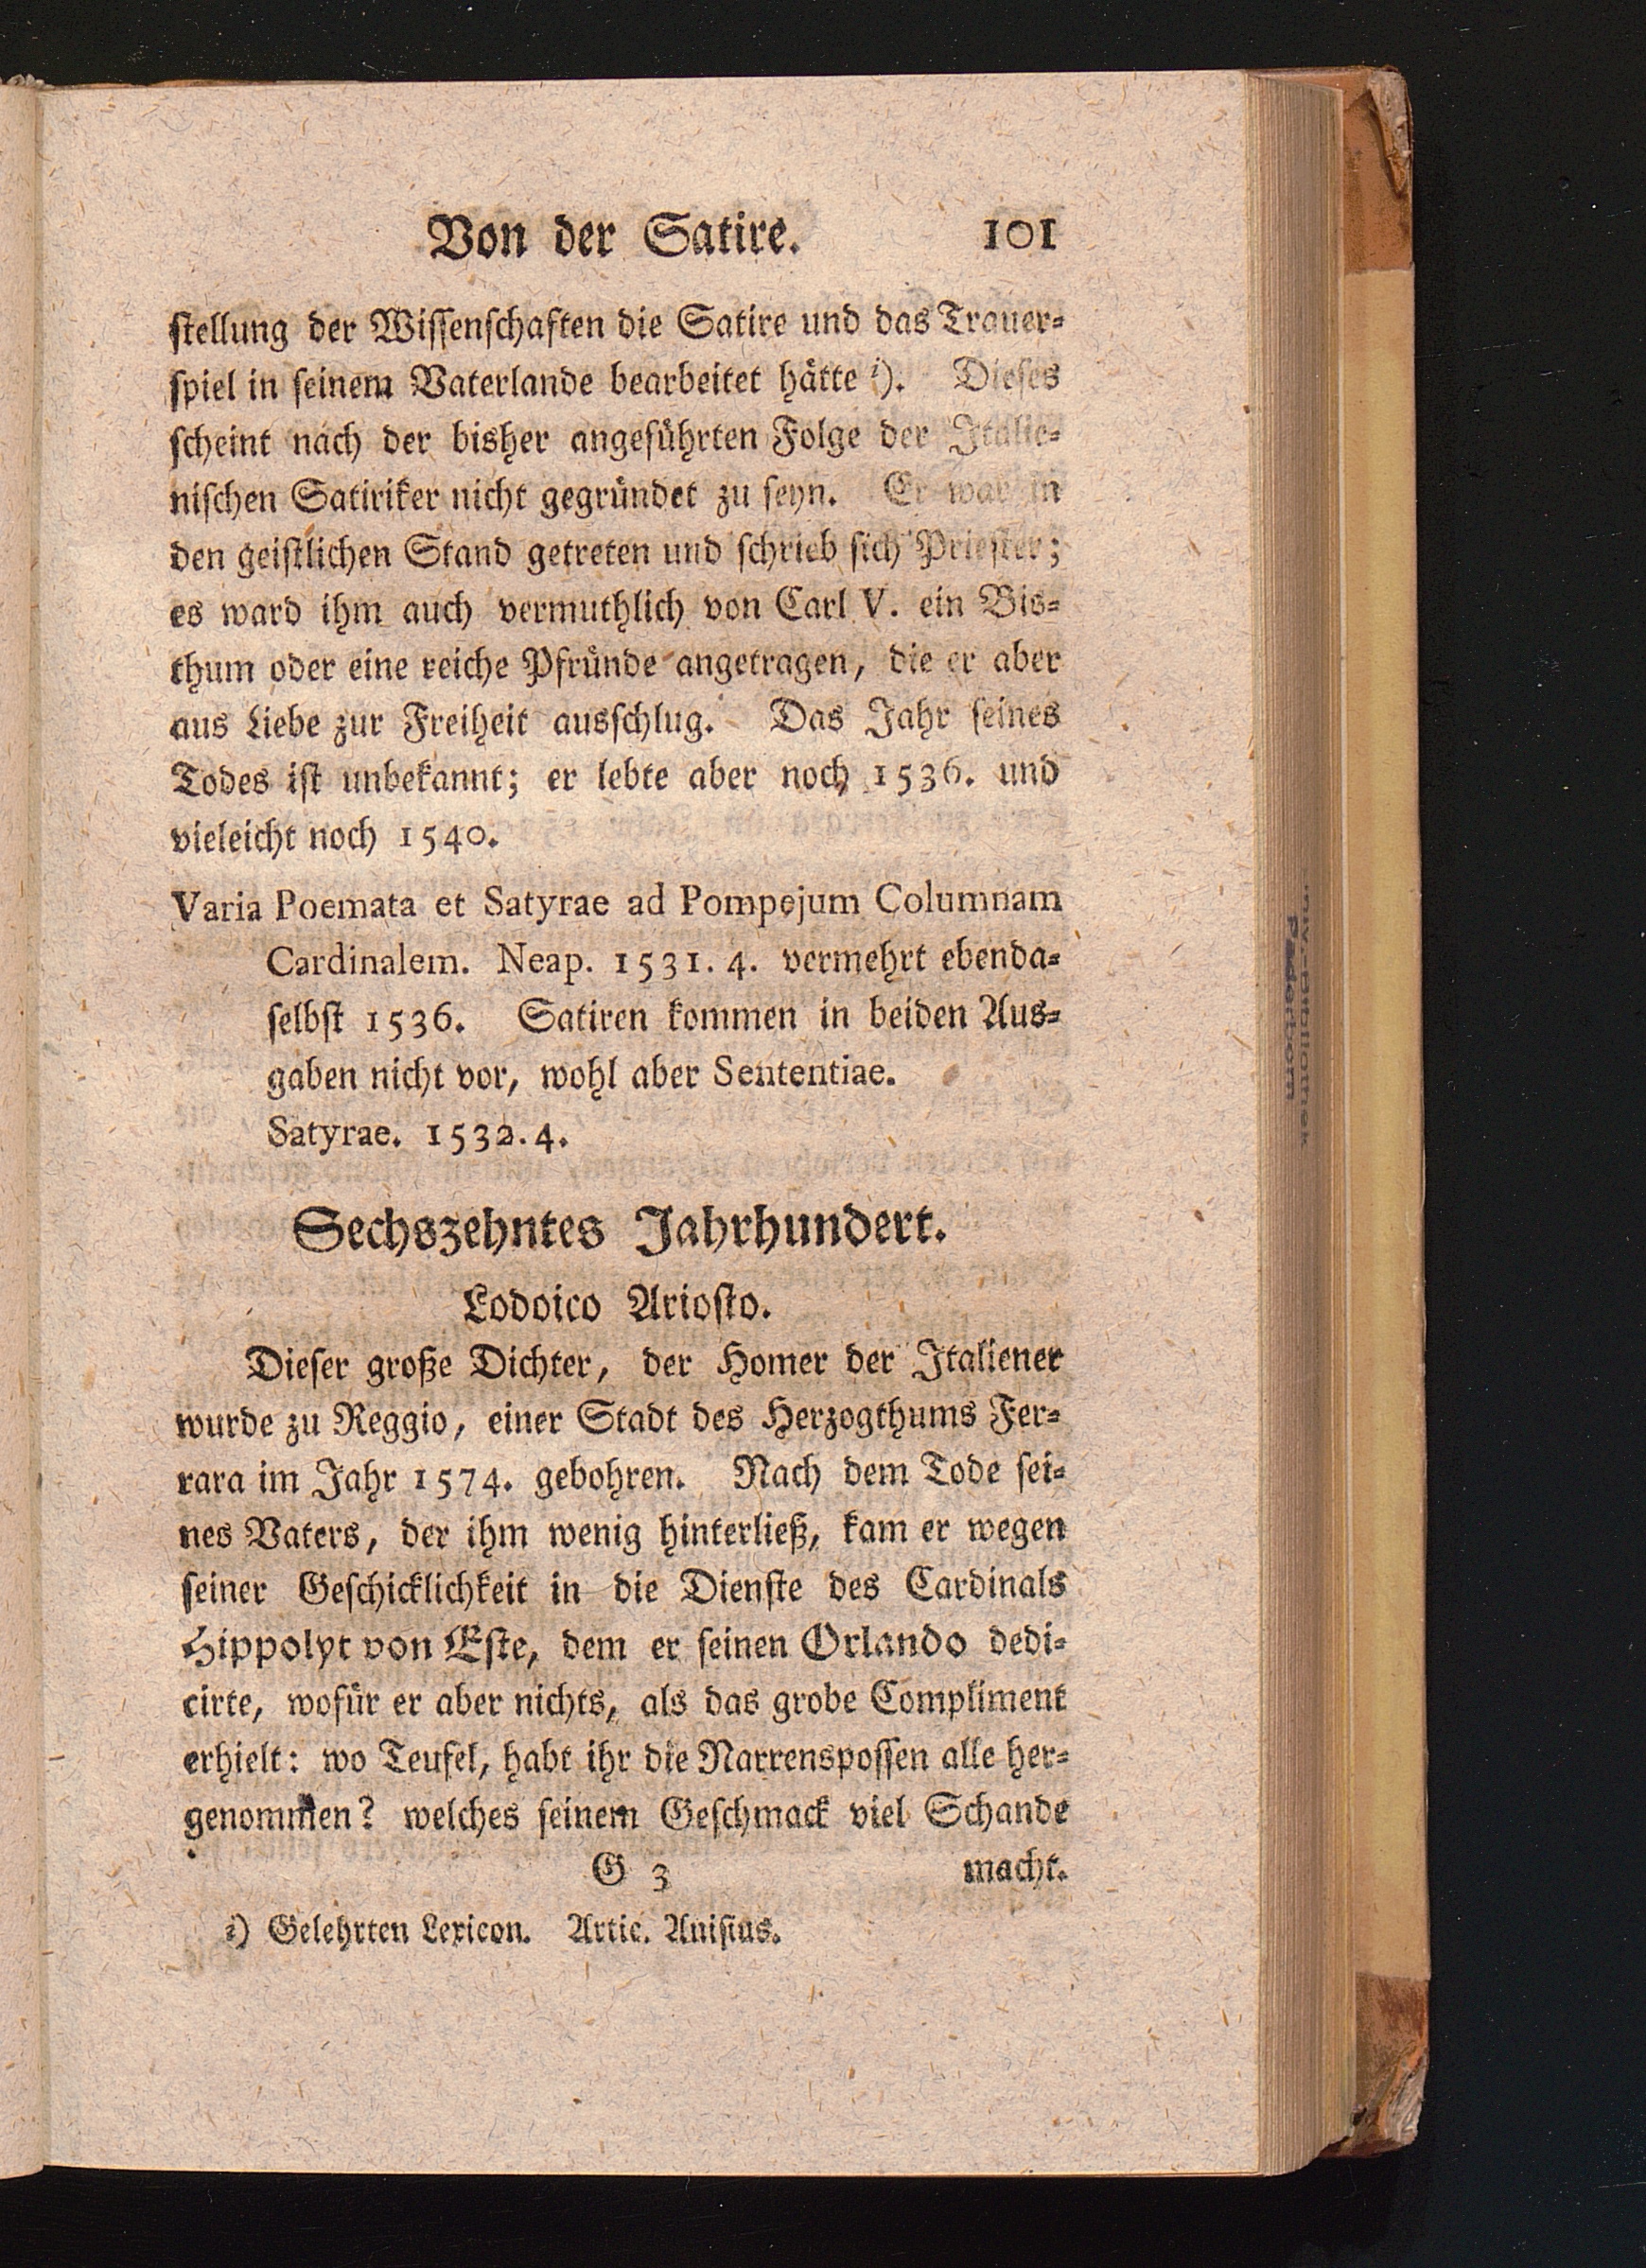 Von der Satire. 101
stellung der Wissenschaften die Satire und das Trauer=
spiel in seinem Vaterlande bearbeitet hätte i). Dieses
scheint nach der bisher angeführten Folge der Italie=
nischen Satiriker nicht gegründet zu seyn. Er war in
den geistlichen Stand getreten und schrieb sich Priester;
es ward ihm auch vermuthlich von Carl V. ein Bis=
thum oder eine reiche Pfründe angetragen, die er aber
aus Liebe zur Freiheit ausschlug. Das Jahr seines
Todes ist unbekannt; er lebte aber noch 1536. und
vieleicht noch 1540.
Varia Poemata et Satyrae ad Pompejum Columnam
Cardinalem. Neap. 1531. 4. vermehrt ebenda=
selbst 1536. Satiren kommen in beiden Aus=
gaben nicht vor, wohl aber Sententiae.
Satyrae. 1532. 4.
Sechszehntes Jahrhundert.
Lodoico Ariosto.
Dieser große Dichter, der Homer der Italiener
wurde zu Reggio, einer Stadt des Herzogthums Fer=
rara im Jahr 1574. gebohren. Nach dem Tode sei=
nes Vaters, der ihm wenig hinterließ, kam er wegen
seiner Geschicklichkeit in die Dienste des Cardinals
Hippolyt von Este, dem er seinen Orlando dedi=
cirte, wofür er aber nichts, als das grobe Compliment
erhielt: wo Teufel, habt ihr die Narrenspossen alle her=
genommen? welches seinem Geschmack viel Schande
G 3 macht.
i) Gelehrten Lexicon. Artic. Anisius.
Paderborn